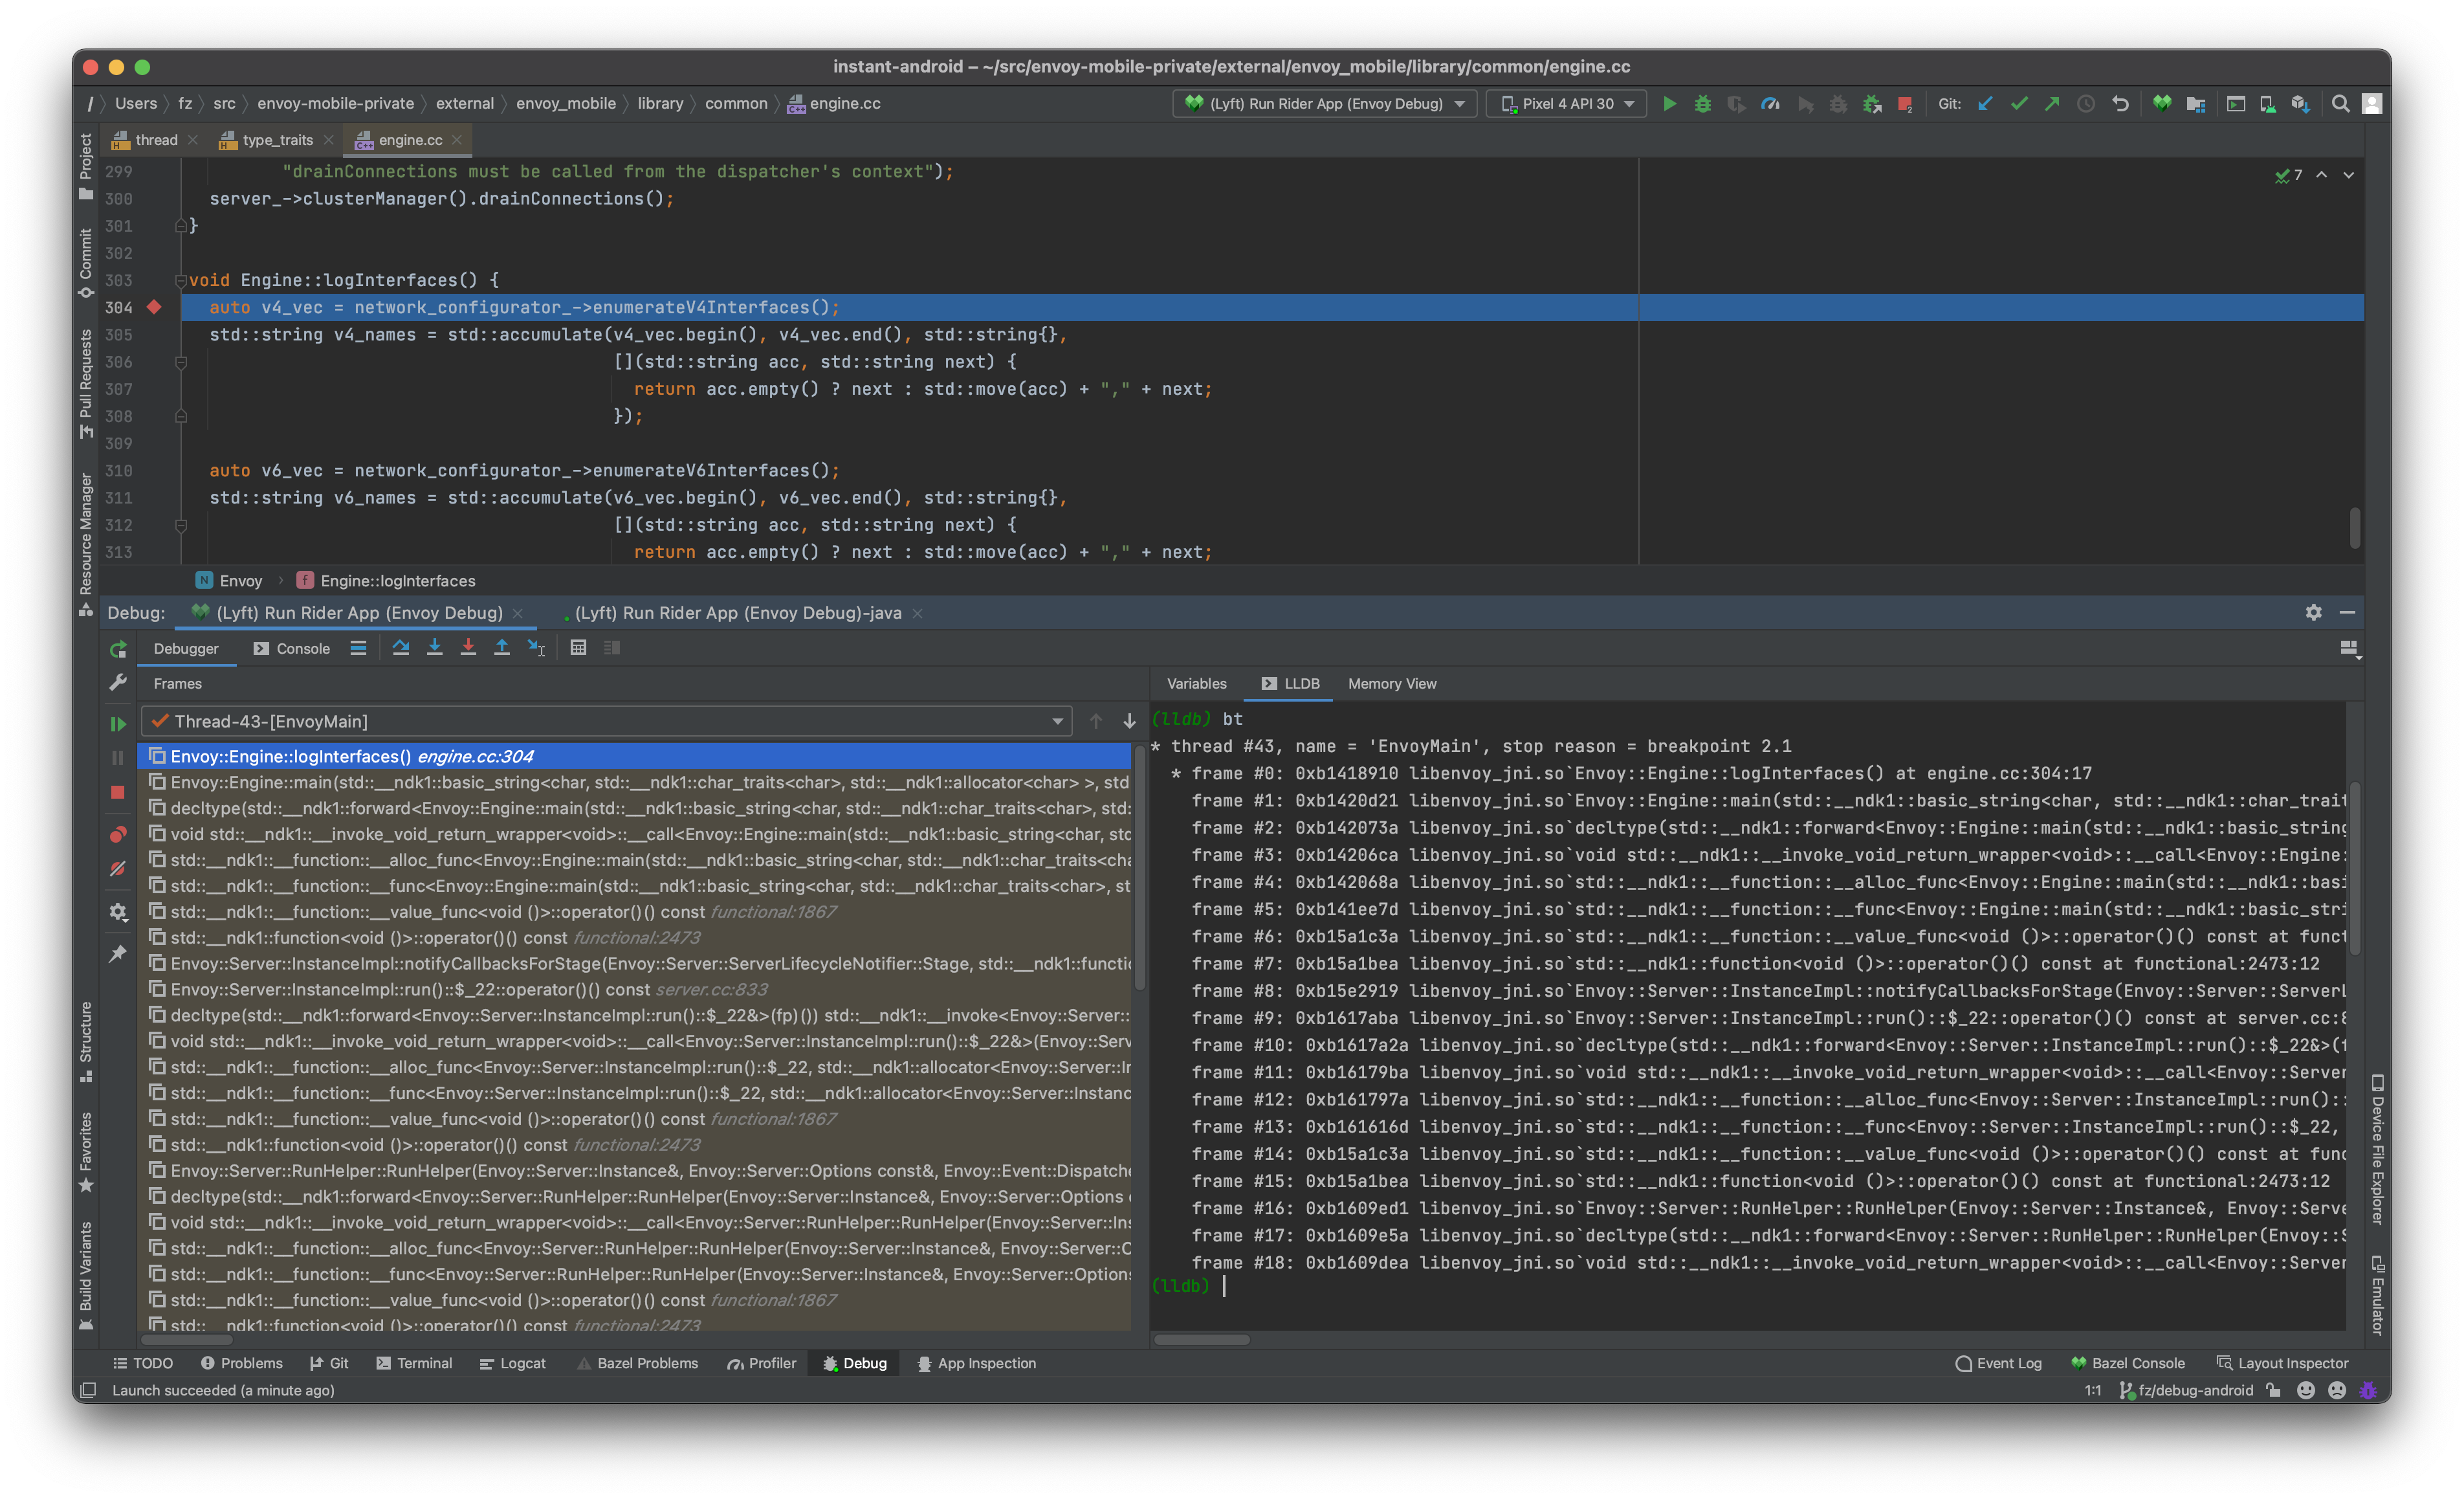 instant-android – ~/src/envoy-mobile-private/external/envoy_mobile/library/common/engine.cc
/ Users fz src envoy-mobile-private external envoy_mobile library common engine.cc
(Lyft) Run Rider App (Envoy Debug) Pixel 4 API 30 Git:
thread type_traits engine.cc
Project
Commit
Pull Requests
Resource Manager
299 "drainConnections must be called from the dispatcher's context");
300 server_->clusterManager().drainConnections();
301 }
302
303 void Engine::logInterfaces() {
304 auto v4_vec = network_configurator_->enumerateV4Interfaces();
305 std::string v4_names = std::accumulate(v4_vec.begin(), v4_vec.end(), std::string{},
306 [](std::string acc, std::string next) {
307 return acc.empty() ? next : std::move(acc) + "," + next;
308 });
309
310 auto v6_vec = network_configurator_->enumerateV6Interfaces();
311 std::string v6_names = std::accumulate(v6_vec.begin(), v6_vec.end(), std::string{},
312 [](std::string acc, std::string next) {
313 return acc.empty() ? next : std::move(acc) + "," + next;
7
N Envoy f Engine::logInterfaces
Debug: (Lyft) Run Rider App (Envoy Debug) (Lyft) Run Rider App (Envoy Debug)-java
Debugger Console
Frames
Thread-43-[EnvoyMain]
Envoy::Engine::logInterfaces() engine.cc:304
Envoy::Engine::main(std::__ndk1::basic_string<char, std::__ndk1::char_traits<char>, std::__ndk1::allocator<char> >, std
decltype(std::__ndk1::forward<Envoy::Engine::main(std::__ndk1::basic_string<char, std::__ndk1::char_traits<char>, std:
void std::__ndk1::__invoke_void_return_wrapper<void>::__call<Envoy::Engine::main(std::__ndk1::basic_string<char, std
std::__ndk1::__function::__alloc_func<Envoy::Engine::main(std::__ndk1::basic_string<char, std::__ndk1::char_traits<cha
std::__ndk1::__function::__func<Envoy::Engine::main(std::__ndk1::basic_string<char, std::__ndk1::char_traits<char>, st
std::__ndk1::__function::__value_func<void ()>::operator()() const functional:1867
std::__ndk1::function<void ()>::operator()() const functional:2473
Envoy::Server::InstanceImpl::notifyCallbacksForStage(Envoy::Server::ServerLifecycleNotifier::Stage, std::__ndk1::functi
Envoy::Server::InstanceImpl::run()::$_22::operator()() const server.cc:833
decltype(std::__ndk1::forward<Envoy::Server::InstanceImpl::run()::$_22&>(fp)()) std::__ndk1::__invoke<Envoy::Server::
void std::__ndk1::__invoke_void_return_wrapper<void>::__call<Envoy::Server::InstanceImpl::run()::$_22&>(Envoy::Serv
std::__ndk1::__function::__alloc_func<Envoy::Server::InstanceImpl::run()::$_22, std::__ndk1::allocator<Envoy::Server::In
std::__ndk1::__function::__func<Envoy::Server::InstanceImpl::run()::$_22, std::__ndk1::allocator<Envoy::Server::Instanc
std::__ndk1::__function::__value_func<void ()>::operator()() const functional:1867
std::__ndk1::function<void ()>::operator()() const functional:2473
Envoy::Server::RunHelper::RunHelper(Envoy::Server::Instance&, Envoy::Server::Options const&, Envoy::Event::Dispatche
decltype(std::__ndk1::forward<Envoy::Server::RunHelper::RunHelper(Envoy::Server::Instance&, Envoy::Server::Options c
void std::__ndk1::__invoke_void_return_wrapper<void>::__call<Envoy::Server::RunHelper::RunHelper(Envoy::Server::Ins
std::__ndk1::__function::__alloc_func<Envoy::Server::RunHelper::RunHelper(Envoy::Server::Instance&, Envoy::Server::O
std::__ndk1::__function::__func<Envoy::Server::RunHelper::RunHelper(Envoy::Server::Instance&, Envoy::Server::Options
std::__ndk1::__function::__value_func<void ()>::operator()() const functional:1867
std::__ndk1::function<void ()>::operator()() const functional:2473
Variables LLDB Memory View
(lldb) bt
* thread #43, name = 'EnvoyMain', stop reason = breakpoint 2.1
* frame #0: 0xb1418910 libenvoy_jni.so`Envoy::Engine::logInterfaces() at engine.cc:304:17
frame #1: 0xb1420d21 libenvoy_jni.so`Envoy::Engine::main(std::__ndk1::basic_string<char, std::__ndk1::char_trait
frame #2: 0xb142073a libenvoy_jni.so`decltype(std::__ndk1::forward<Envoy::Engine::main(std::__ndk1::basic_string
frame #3: 0xb14206ca libenvoy_jni.so`void std::__ndk1::__invoke_void_return_wrapper<void>::__call<Envoy::Engine:
frame #4: 0xb142068a libenvoy_jni.so`std::__ndk1::__function::__alloc_func<Envoy::Engine::main(std::__ndk1::basi
frame #5: 0xb141ee7d libenvoy_jni.so`std::__ndk1::__function::__func<Envoy::Engine::main(std::__ndk1::basic_stri
frame #6: 0xb15a1c3a libenvoy_jni.so`std::__ndk1::__function::__value_func<void ()>::operator()() const at funct
frame #7: 0xb15a1bea libenvoy_jni.so`std::__ndk1::function<void ()>::operator()() const at functional:2473:12
frame #8: 0xb15e2919 libenvoy_jni.so`Envoy::Server::InstanceImpl::notifyCallbacksForStage(Envoy::Server::ServerL
frame #9: 0xb1617aba libenvoy_jni.so`Envoy::Server::InstanceImpl::run()::$_22::operator()() const at server.cc:8
frame #10: 0xb1617a2a libenvoy_jni.so`decltype(std::__ndk1::forward<Envoy::Server::InstanceImpl::run()::$_22&>(f
frame #11: 0xb16179ba libenvoy_jni.so`void std::__ndk1::__invoke_void_return_wrapper<void>::__call<Envoy::Server
frame #12: 0xb161797a libenvoy_jni.so`std::__ndk1::__function::__alloc_func<Envoy::Server::InstanceImpl::run()::
frame #13: 0xb161616d libenvoy_jni.so`std::__ndk1::__function::__func<Envoy::Server::InstanceImpl::run()::$_22,
frame #14: 0xb15a1c3a libenvoy_jni.so`std::__ndk1::__function::__value_func<void ()>::operator()() const at func
frame #15: 0xb15a1bea libenvoy_jni.so`std::__ndk1::function<void ()>::operator()() const at functional:2473:12
frame #16: 0xb1609ed1 libenvoy_jni.so`Envoy::Server::RunHelper::RunHelper(Envoy::Server::Instance&, Envoy::Serve
frame #17: 0xb1609e5a libenvoy_jni.so`decltype(std::__ndk1::forward<Envoy::Server::RunHelper::RunHelper(Envoy::S
frame #18: 0xb1609dea libenvoy_jni.so`void std::__ndk1::__invoke_void_return_wrapper<void>::__call<Envoy::Server
(lldb)
Structure
Favorites
Build Variants
Device File Explorer
Emulator
TODO Problems Git Terminal Logcat Bazel Problems Profiler Debug App Inspection Event Log Bazel Console Layout Inspector
Launch succeeded (a minute ago) 1:1 fz/debug-android